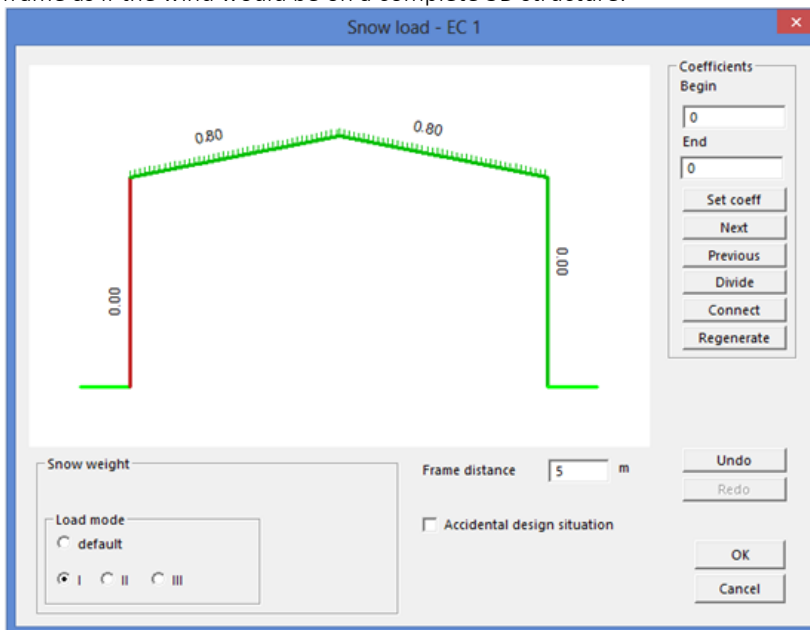 frame as if the wind would be on a complete 3D structure.
Snow load - EC 1
0.80
0.80
0.00
0.00
Coefficients
Begin
0
End
0
Set coeff
Next
Previous
Divide
Connect
Regenerate
Snow weight
Load mode
default
I II III
Frame distance 5 m
Accidental design situation
Undo
Redo
OK
Cancel